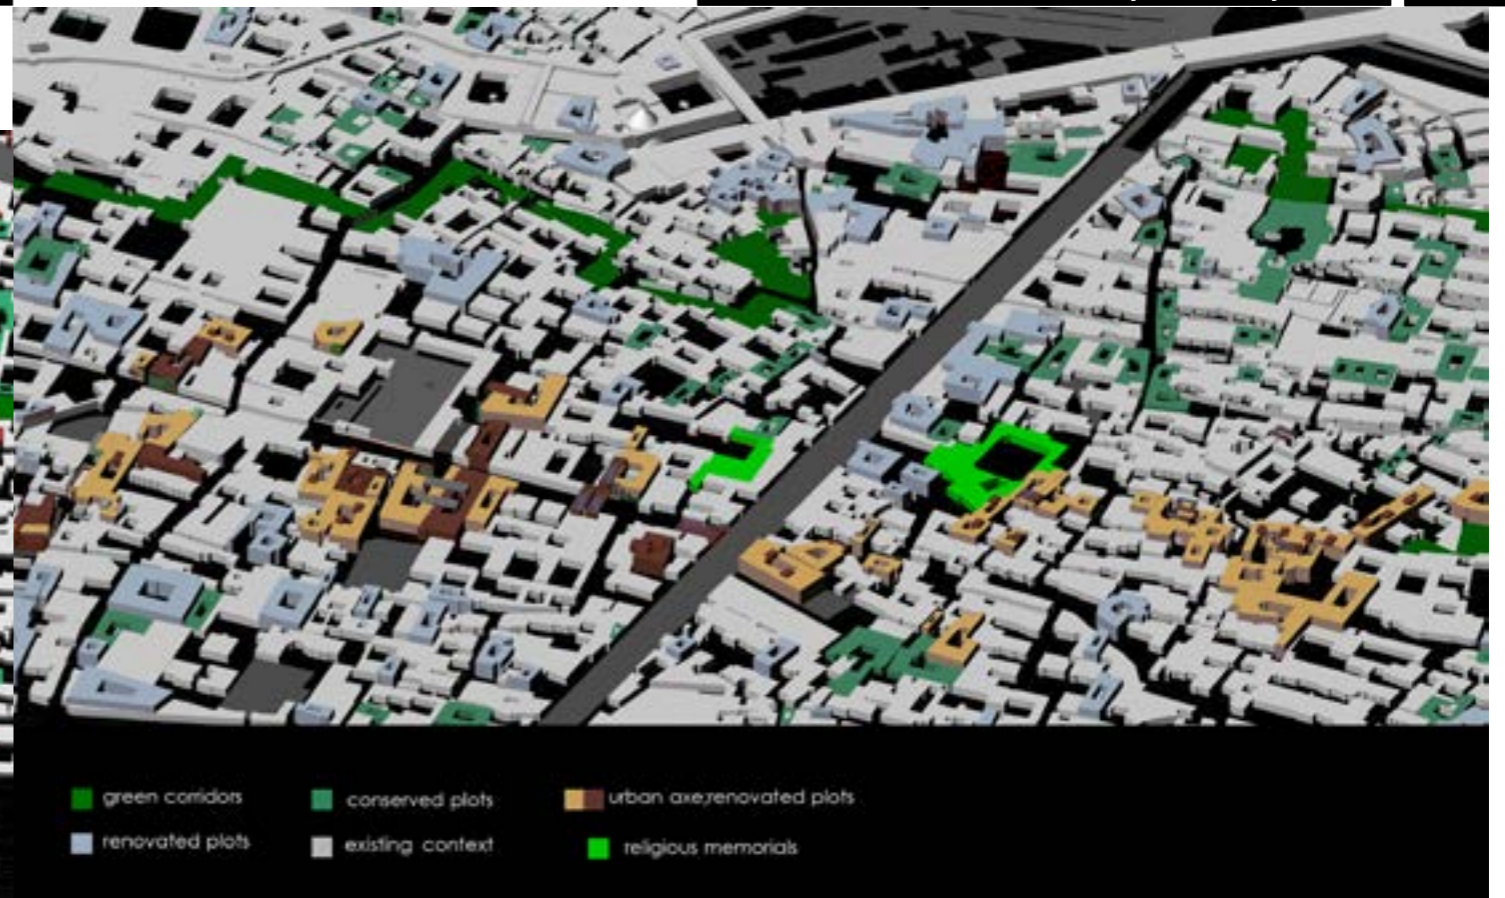 green corridors
conserved plots
urban axe;renovated plots
renovated plots
existing context
religious memorials